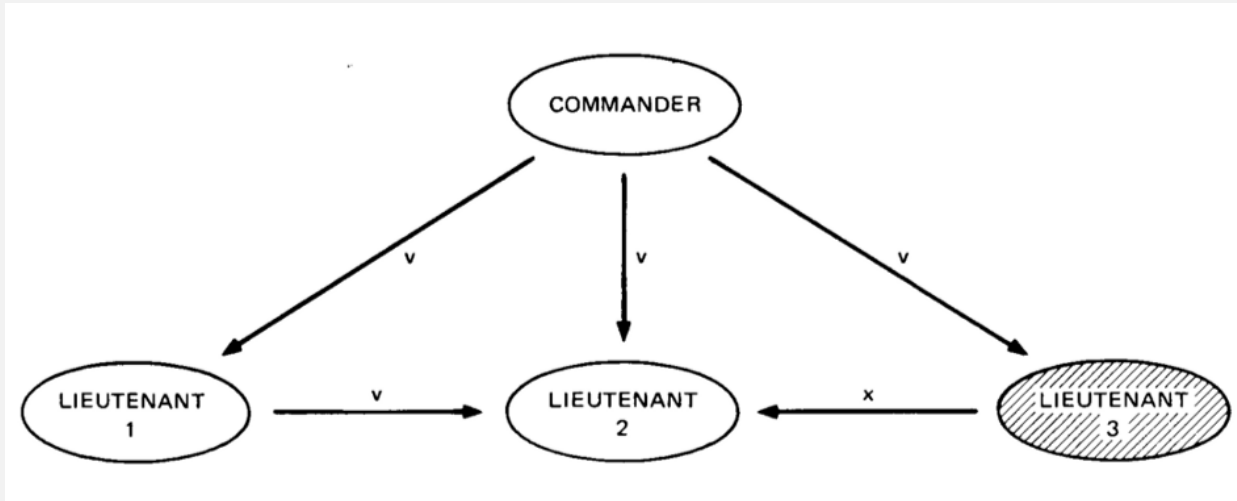 COMMANDER
v
v
v
LIEUTENANT
1
v
LIEUTENANT
2
x
LIEUTENANT
3